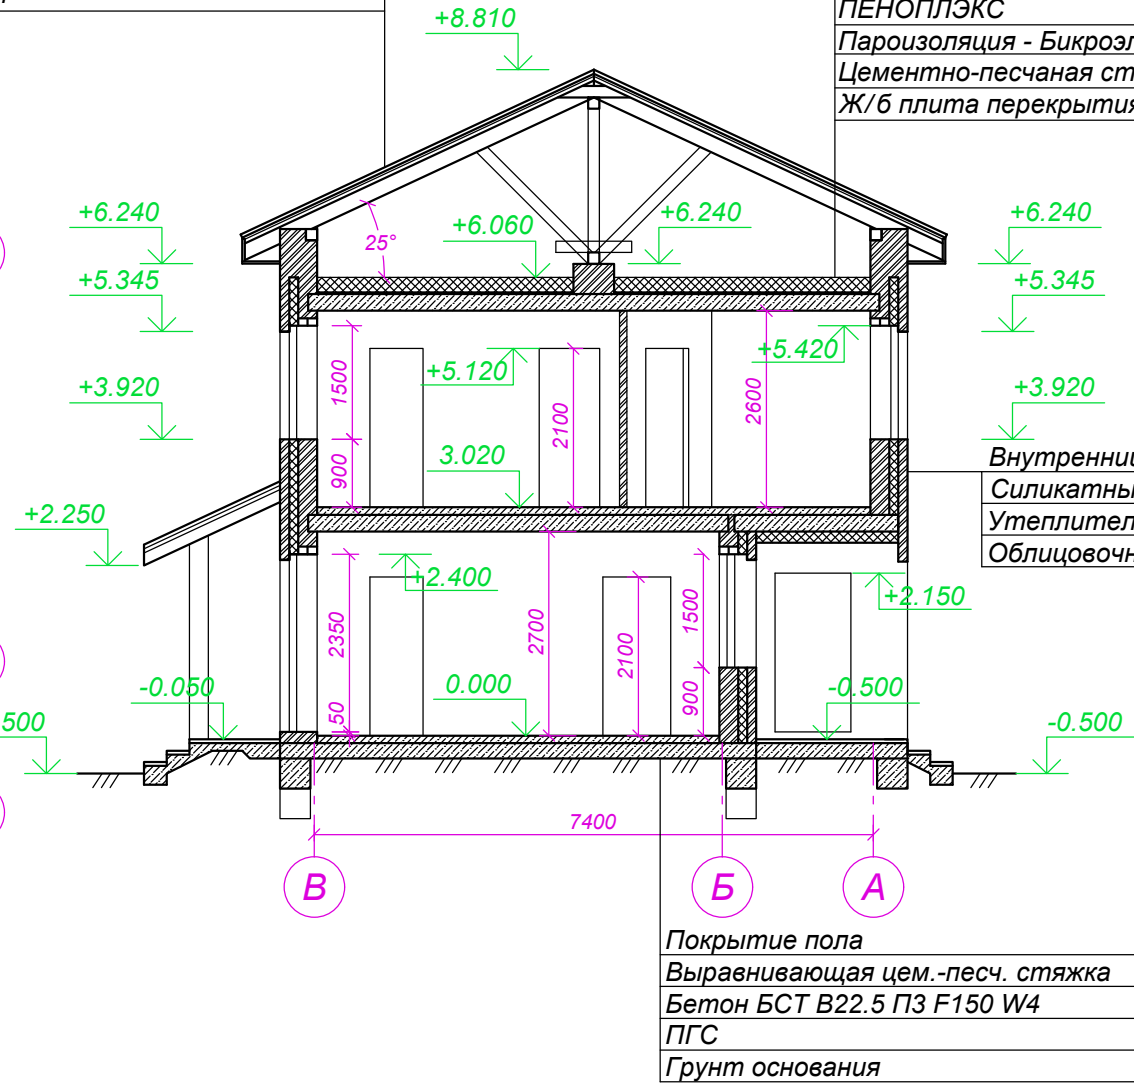 +8.810
ПЕНОПЛЭКС
Пароизоляция - Бикроэл
Цементно-песчаная ст
Ж/б плита перекрытия
+6.240
+6.060
+6.240
+6.240
25°
+5.345
+5.345
+5.420
+5.120
1500
2100
2600
+3.920
+3.920
3.020
900
Внутренний
Силикатны
Утеплител
Облицовочн
+2.250
+2.400
+2.150
2350
2700
2100
1500
-0.050
0.000
-0.500
50
900
500
-0.500
7400
В
Б
А
Покрытие пола
Выравнивающая цем.-песч. стяжка
Бетон БСТ В22.5 П3 F150 W4
ПГС
Грунт основания